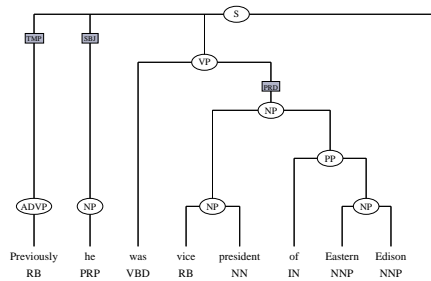 S
TMP SBJ VP
PRD
NP
PP
ADVP NP NP NP
Previously he was vice president of Eastern Edison
RB PRP VBD RB NN IN NNP NNP